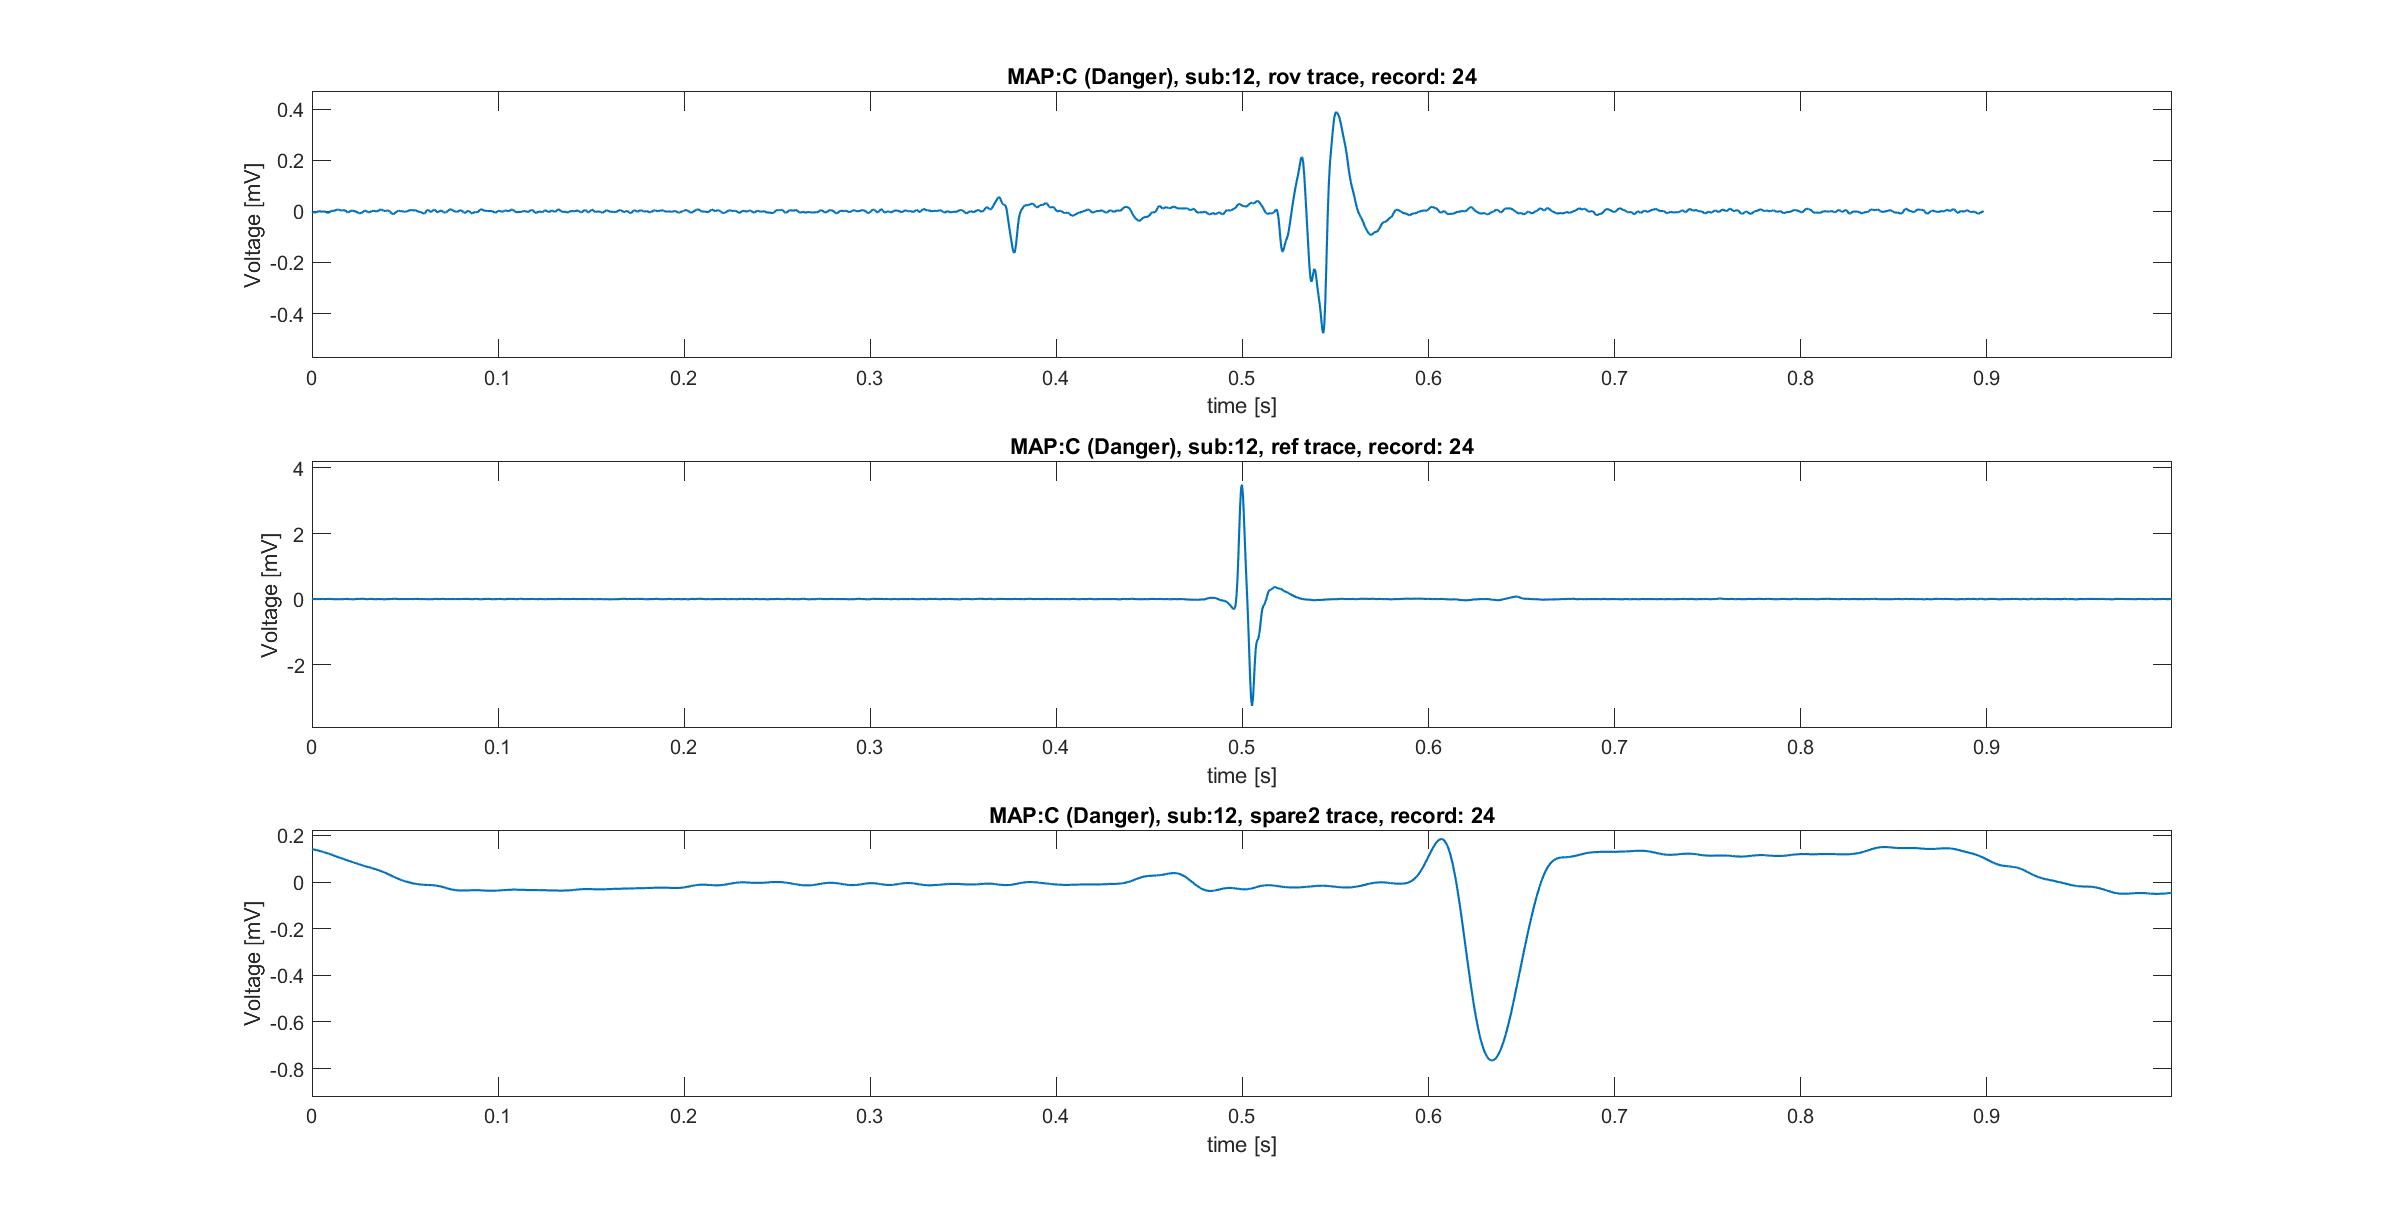 MAP:C (Danger), sub:12, rov trace, record: 24
Voltage [mV]
0.4
0.2
0
-0.2
-0.4
0 0.1 0.2 0.3 0.4 0.5 0.6 0.7 0.8 0.9
time [s]
MAP:C (Danger), sub:12, ref trace, record: 24
Voltage [mV]
4
2
0
-2
0 0.1 0.2 0.3 0.4 0.5 0.6 0.7 0.8 0.9
time [s]
MAP:C (Danger), sub:12, spare2 trace, record: 24
Voltage [mV]
0.2
0
-0.2
-0.4
-0.6
-0.8
0 0.1 0.2 0.3 0.4 0.5 0.6 0.7 0.8 0.9
time [s]